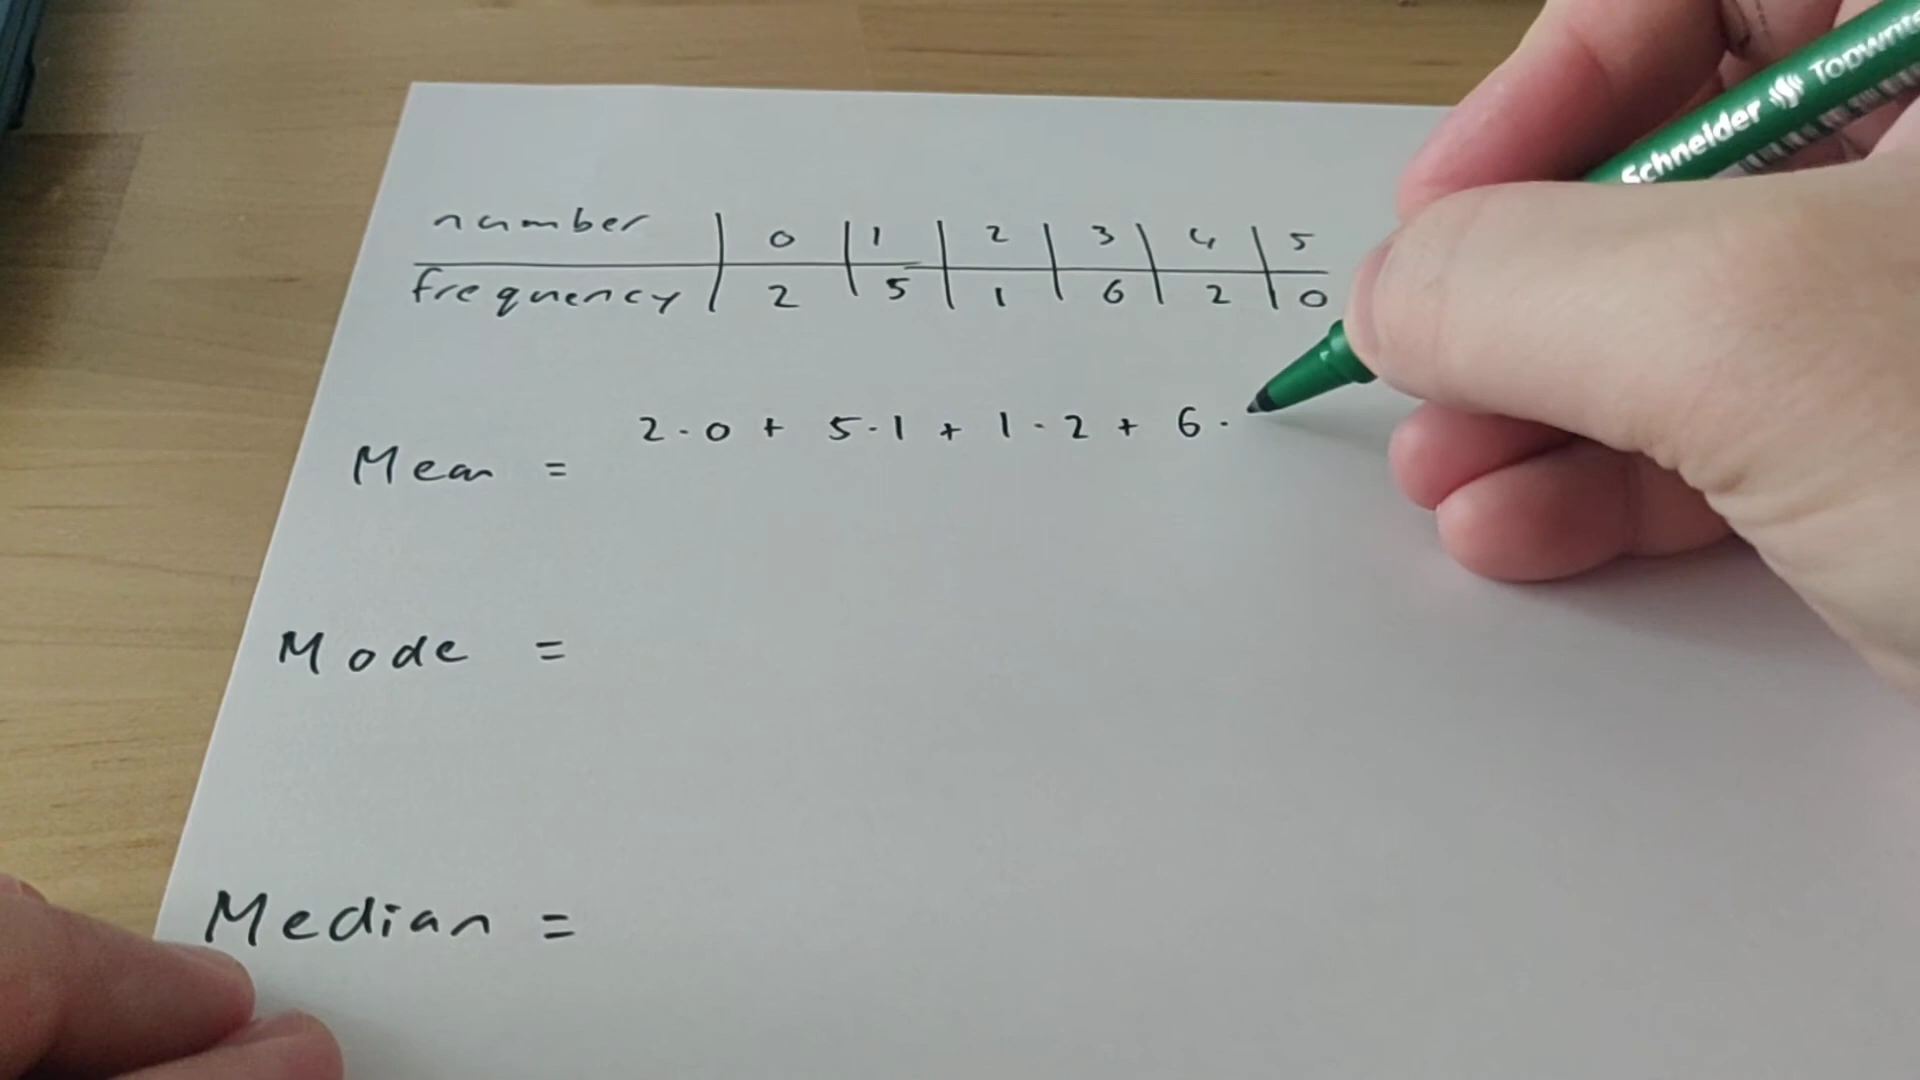 number | 0 | 1 | 2 | 3 | 4 | 5
frequency | 2 | 5 | 1 | 6 | 2 | 0
2·0 + 5·1 + 1·2 + 6·
Mean =
Mode =
Median =
Schneider